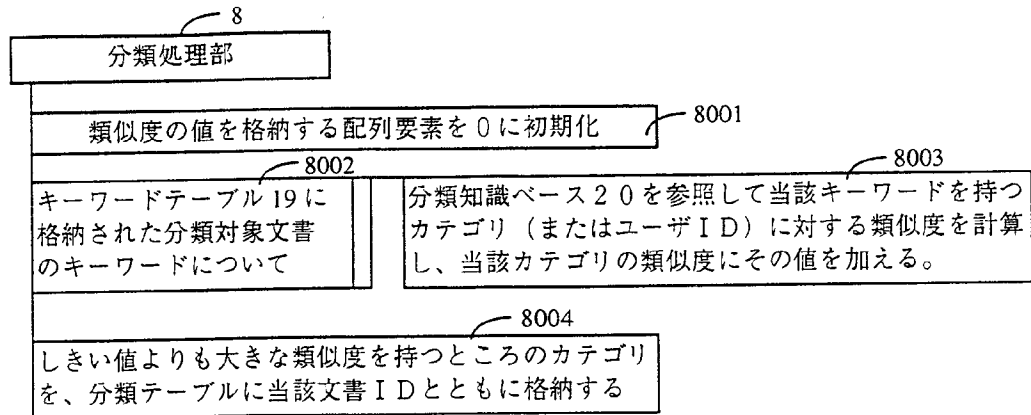 8
分類処理部
類似度の値を格納する配列要素を0に初期化
8001
8002
キーワードテーブル19に
格納された分類対象文書
のキーワードについて
8003
分類知識ベース20を参照して当該キーワードを持つ
カテゴリ（またはユーザID）に対する類似度を計算
し、当該カテゴリの類似度にその値を加える。
8004
しきい値よりも大きな類似度を持つところのカテゴリ
を、分類テーブルに当該文書IDとともに格納する